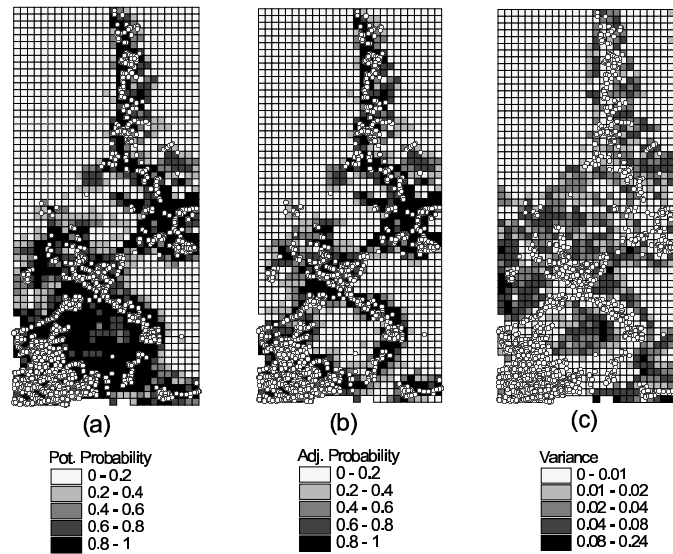 (a)
(b)
(c)
Pot. Probability
0 - 0.2
0.2 - 0.4
0.4 - 0.6
0.6 - 0.8
0.8 - 1
Adj. Probability
0 - 0.2
0.2 - 0.4
0.4 - 0.6
0.6 - 0.8
0.8 - 1
Variance
0 - 0.01
0.01 - 0.02
0.02 - 0.04
0.04 - 0.08
0.08 - 0.24